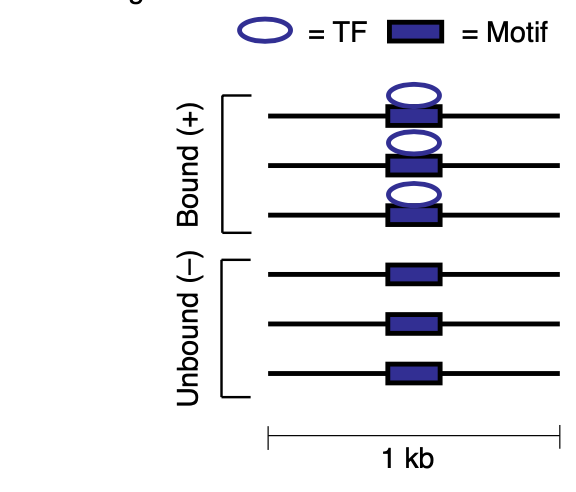 = TF
= Motif
Bound (+)
Unbound (–)
1 kb